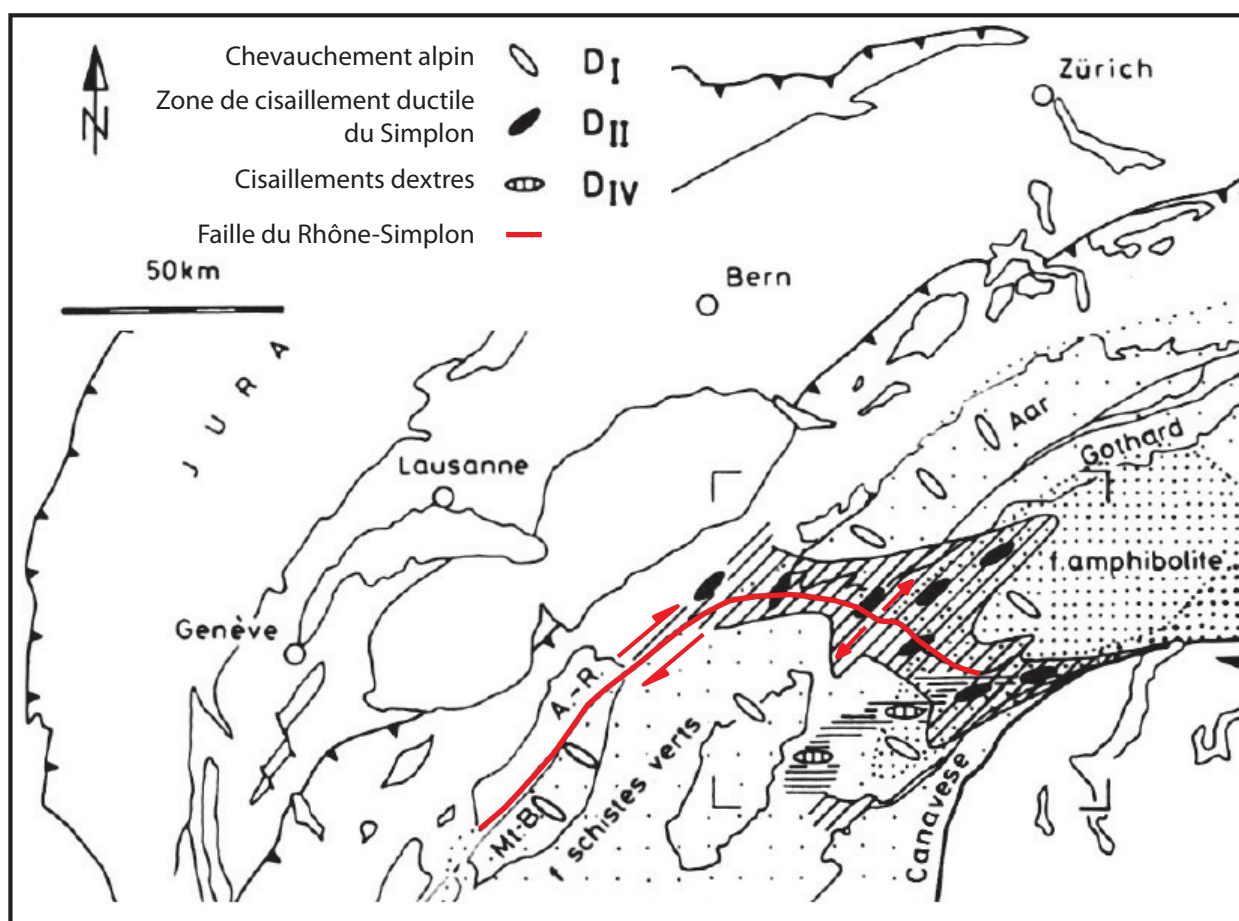 N
Chevauchement alpin
DI
Zone de cisaillement ductile
du Simplon
DII
Cisaillements dextres
DIV
Faille du Rhône-Simplon
50km
Zürich
Bern
JURA
Lausanne
Genève
Aar
Gothard
f. amphibolite
A.-R.
Mt-B.
f schistes verts
Canavese